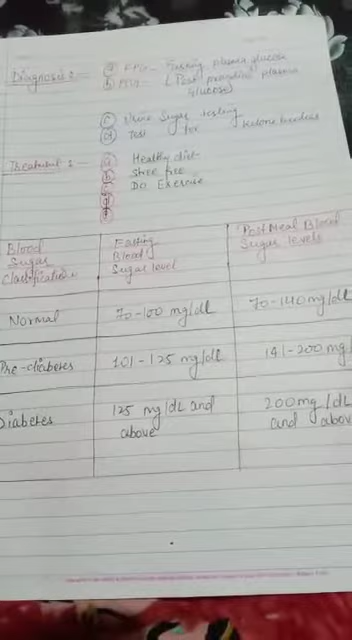 Diagnosis :- (a) FPG - Fasting plasma glucose
(b) PPG - (Post prandial plasma
Glucose)
(c) Urine Sugar testing
(d) Test for Ketone bodies
Treatment :- (a) Healthy diet
(b) Stree free
(c) Do Exercise
(d)
(e)
Blood Sugar Classification
Fasting Blood Sugar level
Post Meal Blood Sugar levels
Normal 70-100 mg/dL 70-140 mg/dL
Pre-diabetes 101-125 mg/dL 141-200 mg/
Diabetes 125 mg/dL and above 200 mg/dL and above